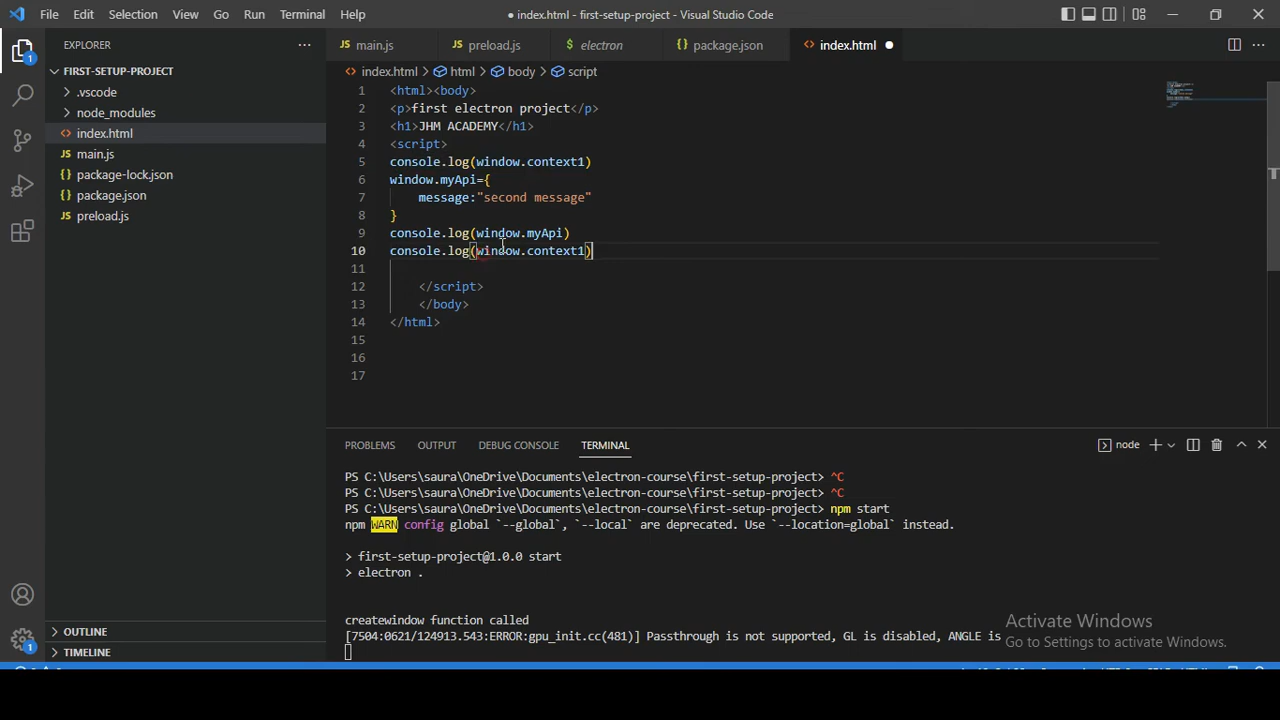 File Edit Selection View Go Run Terminal Help
● index.html - first-setup-project - Visual Studio Code
EXPLORER
FIRST-SETUP-PROJECT
.vscode
node_modules
index.html
main.js
package-lock.json
package.json
preload.js
OUTLINE
TIMELINE
1
1
main.js preload.js electron package.json index.html
index.html > html > body > script
1 <html><body>
2 <p>first electron project</p>
3 <h1>JHM ACADEMY</h1>
4 <script>
5 console.log(window.context1)
6 window.myApi={
7 message:"second message"
8 }
9 console.log(window.myApi)
10 console.log(window.context1)
11
12 </script>
13 </body>
14 </html>
15
16
17
PROBLEMS OUTPUT DEBUG CONSOLE TERMINAL
node
PS C:\Users\saura\OneDrive\Documents\electron-course\first-setup-project> ^C
PS C:\Users\saura\OneDrive\Documents\electron-course\first-setup-project> ^C
PS C:\Users\saura\OneDrive\Documents\electron-course\first-setup-project> npm start
npm WARN config global `--global`, `--local` are deprecated. Use `--location=global` instead.
> first-setup-project@1.0.0 start
> electron .
createwindow function called
[7504:0621/124913.543:ERROR:gpu_init.cc(481)] Passthrough is not supported, GL is disabled, ANGLE is
Activate Windows
Go to Settings to activate Windows.